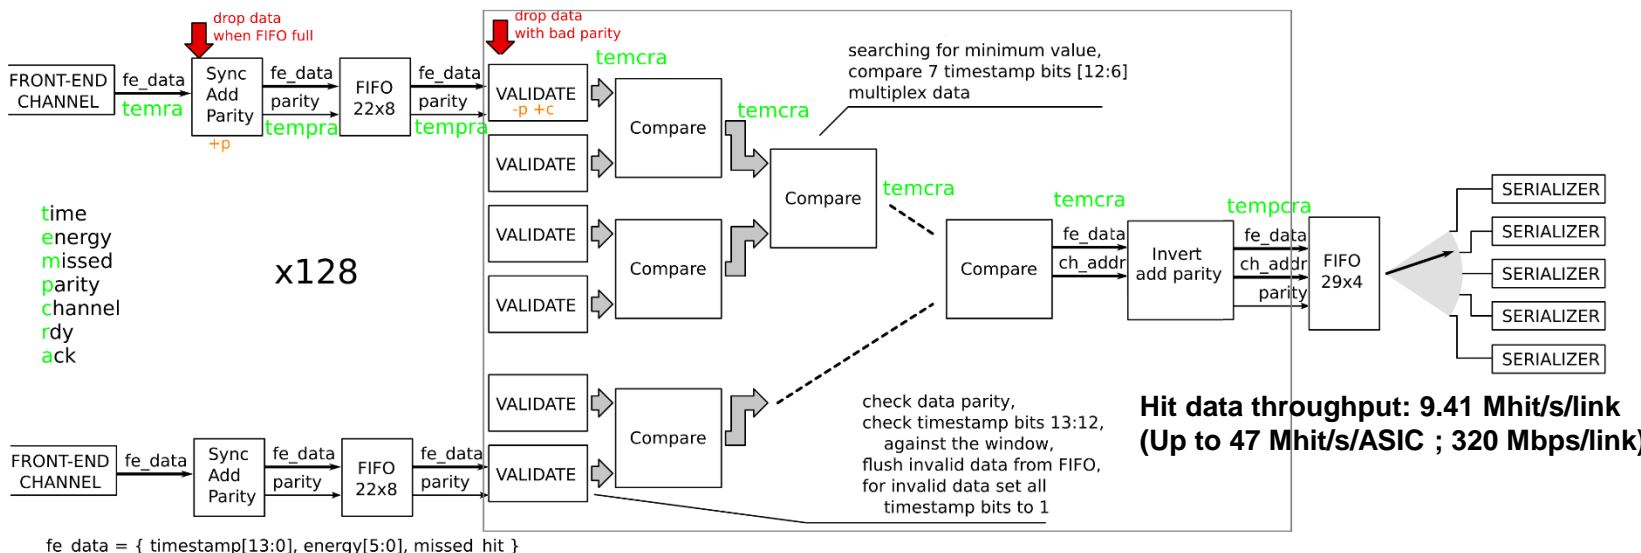 drop data
when FIFO full
drop data
with bad parity
FRONT-END
CHANNEL
fe_data
temra
Sync
Add
Parity
+p
fe_data
parity
tempra
FIFO
22x8
fe_data
parity
tempra
VALIDATE
-p +c
temcra
Compare
temcra
searching for minimum value,
compare 7 timestamp bits [12:6]
multiplex data
VALIDATE
Compare
temcra
VALIDATE
Compare
VALIDATE
time
energy
missed
parity
channel
rdy
ack
x128
Compare
temcra
fe_data
ch_addr
Invert
add parity
tempcra
fe_data
ch_addr
parity
FIFO
29x4
SERIALIZER
SERIALIZER
SERIALIZER
SERIALIZER
SERIALIZER
Hit data throughput: 9.41 Mhit/s/link
(Up to 47 Mhit/s/ASIC ; 320 Mbps/link)
VALIDATE
Compare
VALIDATE
check data parity,
check timestamp bits 13:12,
against the window,
flush invalid data from FIFO,
for invalid data set all
timestamp bits to 1
FRONT-END
CHANNEL
fe_data
Sync
Add
Parity
fe_data
parity
FIFO
22x8
fe_data
parity
fe_data = { timestamp[13:0], energy[5:0], missed_hit }